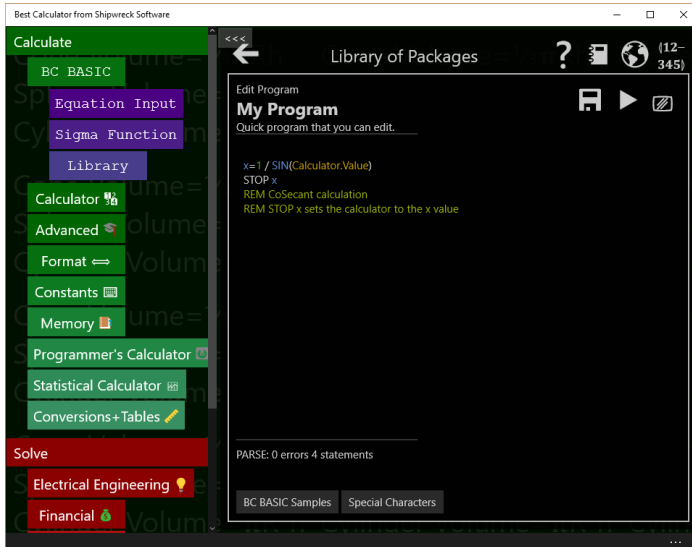 Best Calculator from Shipwreck Software
Calculate
BC BASIC
Equation Input
Sigma Function
Library
Calculator
Advanced
Format
Constants
Memory
Programmer's Calculator
Statistical Calculator
Conversions+Tables
Solve
Electrical Engineering
Financial
<<<
Library of Packages
?
(12–
345)
Edit Program
My Program
Quick program that you can edit.
x=1 / SIN(Calculator.Value)
STOP x
REM CoSecant calculation
REM STOP x sets the calculator to the x value
PARSE: 0 errors 4 statements
BC BASIC Samples
Special Characters
...